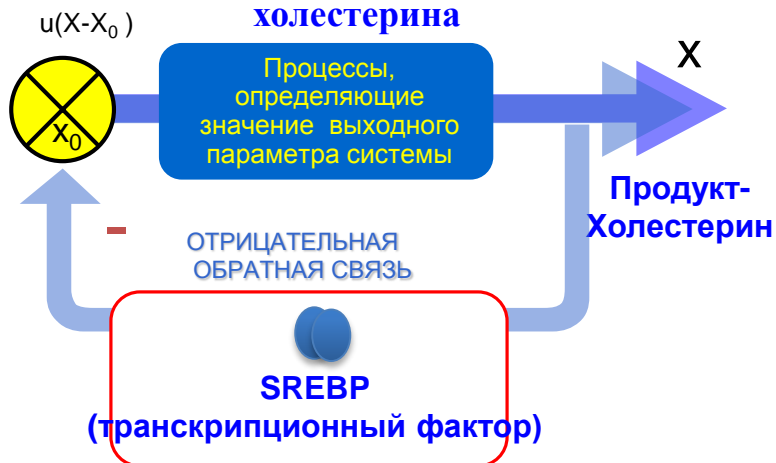 холестерина
u(X-X₀ )
Процессы,
определяющие
значение выходного
параметра системы
X
x₀
Продукт-
Холестерин
-
ОТРИЦАТЕЛЬНАЯ
ОБРАТНАЯ СВЯЗЬ
SREBP
(транскрипционный фактор)